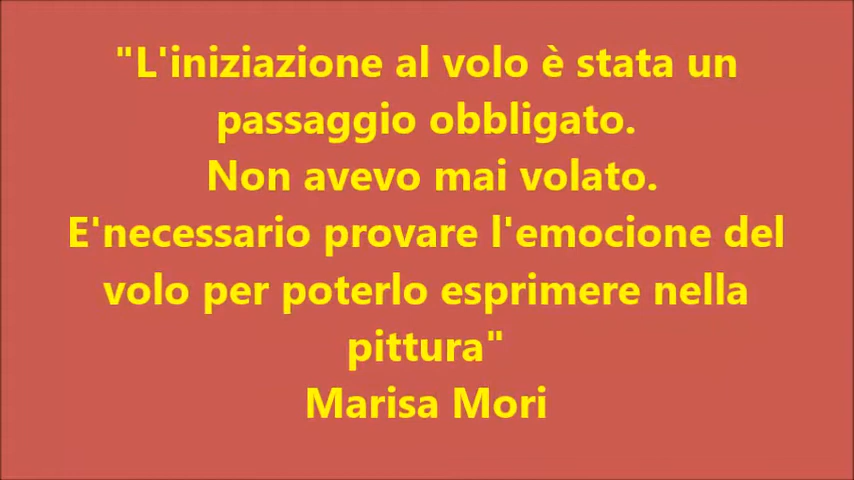 "L'iniziazione al volo è stata un
passaggio obbligato.
Non avevo mai volato.
E'necessario provare l'emocione del
volo per poterlo esprimere nella
pittura"
Marisa Mori